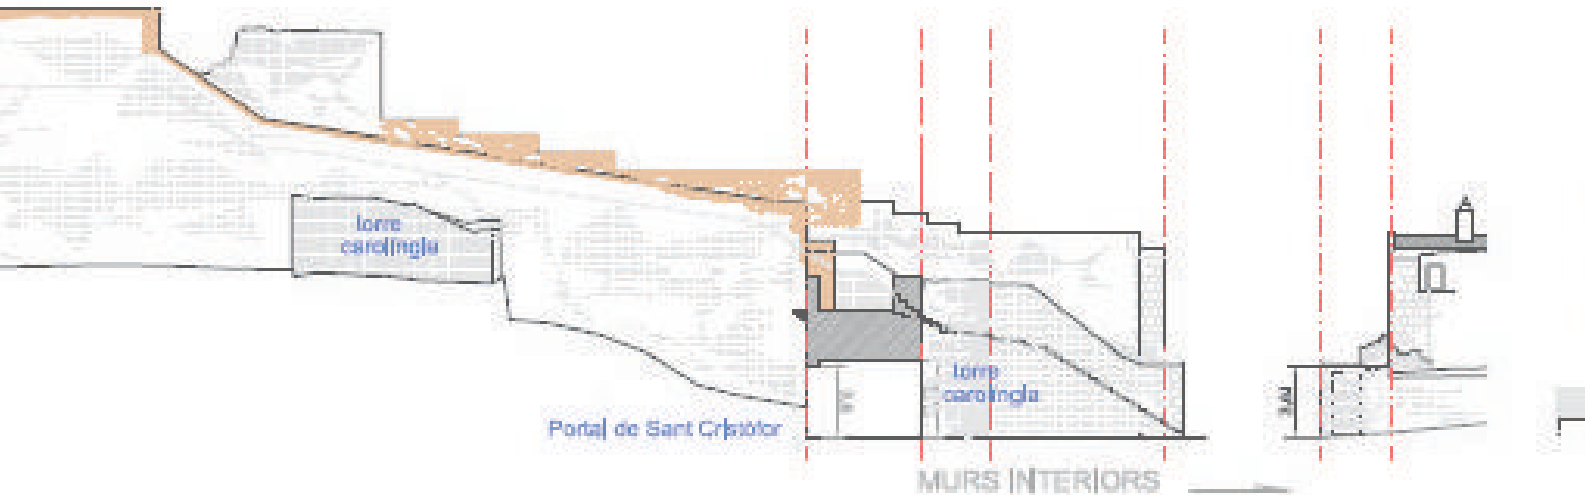 torre
carolíngia
torre
carolíngia
Portal de Sant Cristòfor
MURS INTERIORS